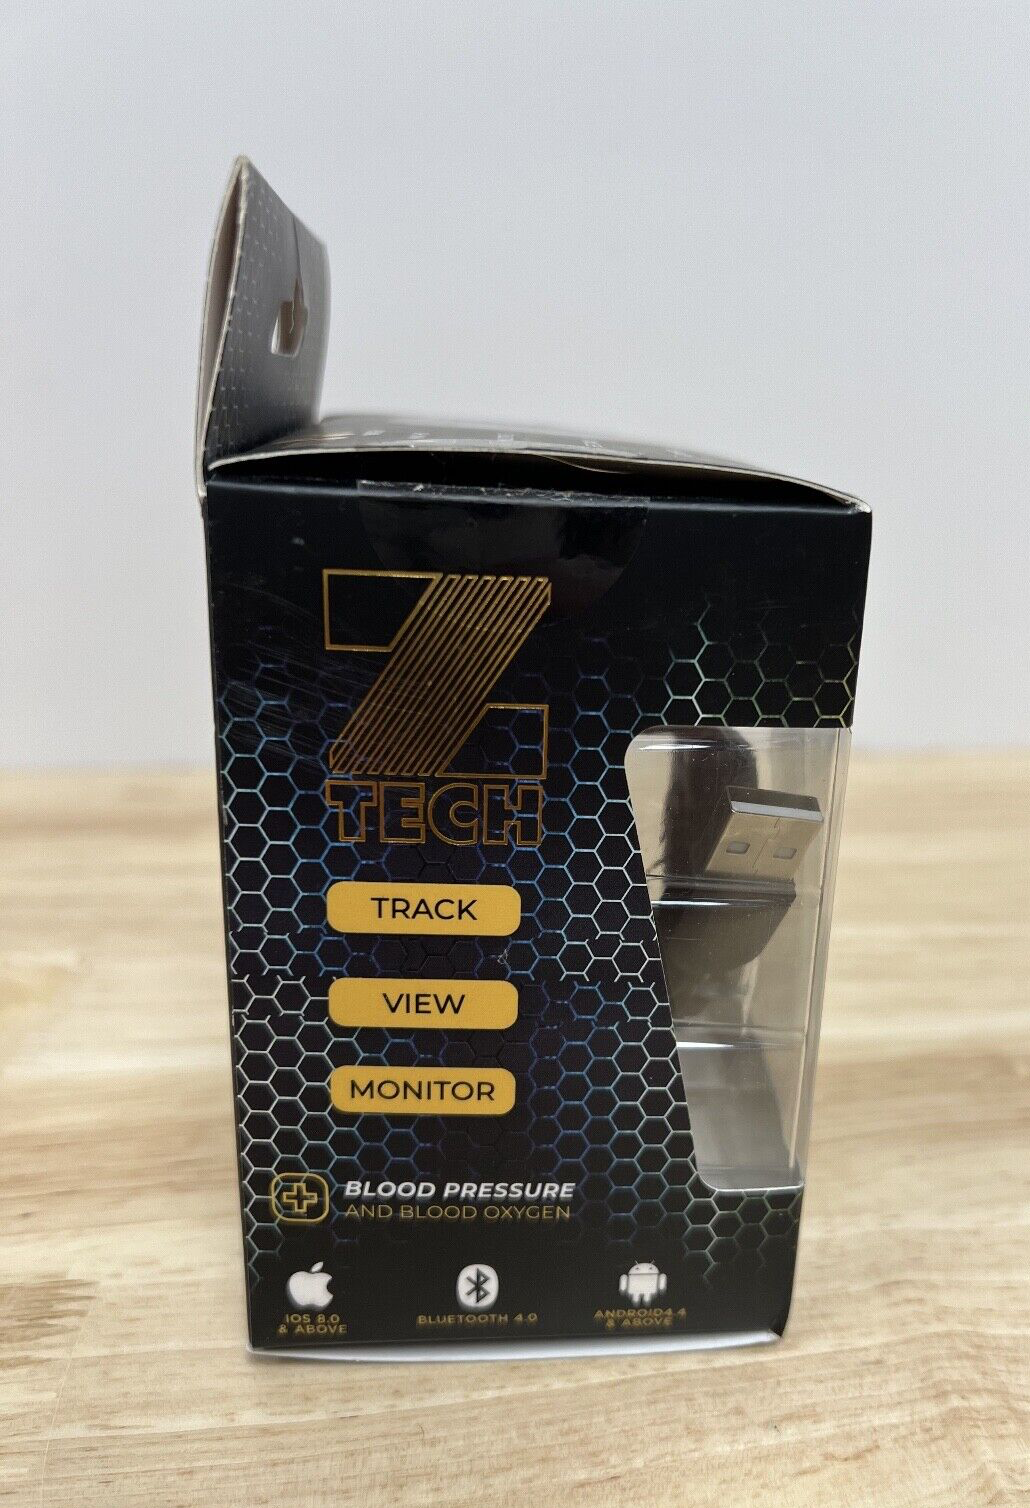 Z
TECH
TRACK
VIEW
MONITOR
BLOOD PRESSURE
AND BLOOD OXYGEN
IOS 8.0
& ABOVE
BLUETOOTH 4.0
ANDROID4.4
& ABOVE